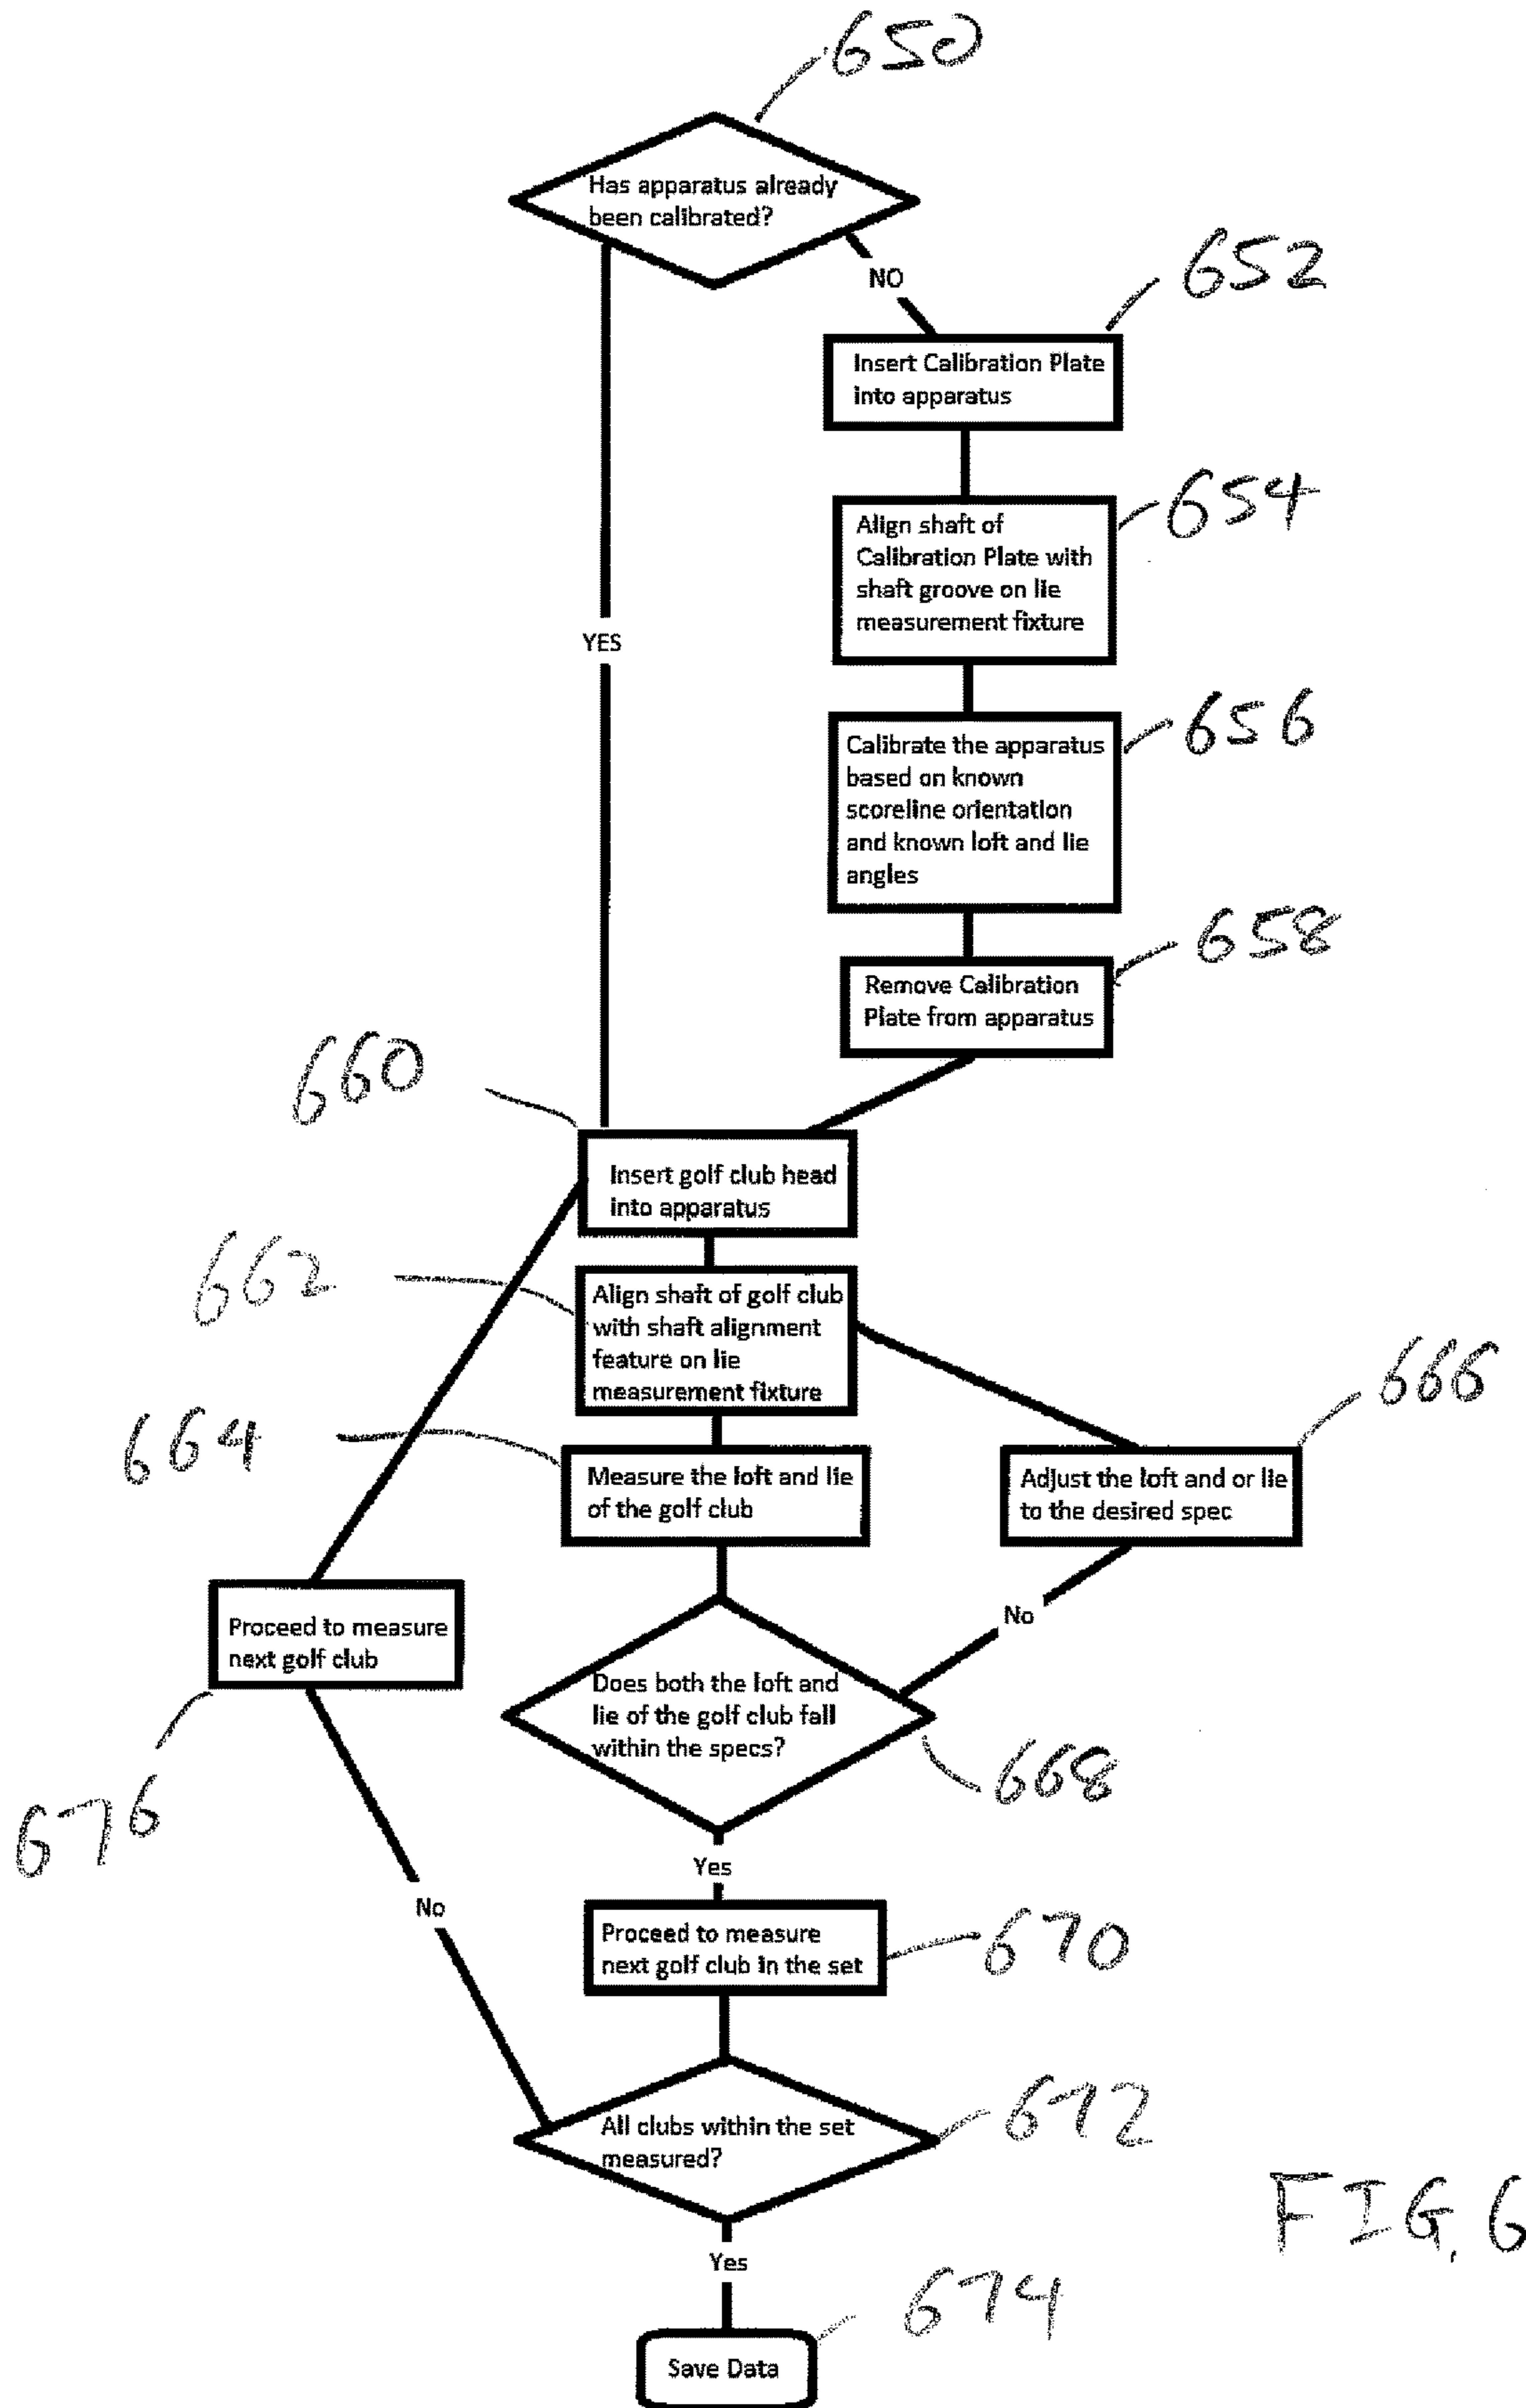 650
Has apparatus already
been calibrated?
NO
652
Insert Calibration Plate
into apparatus
654
Align shaft of
Calibration Plate with
shaft groove on lie
measurement fixture
YES
656
Calibrate the apparatus
based on known
scoreline orientation
and known loft and lie
angles
658
Remove Calibration
Plate from apparatus
660
Insert golf club head
into apparatus
662
Align shaft of golf club
with shaft alignment
feature on lie
measurement fixture
664
Measure the loft and lie
of the golf club
666
Adjust the loft and or lie
to the desired spec
No
Proceed to measure
next golf club
676
Does both the loft and
lie of the golf club fall
within the specs?
668
Yes
No
Proceed to measure
next golf club in the set
670
All clubs within the set
measured?
672
Yes
674
Save Data
FIG. 6